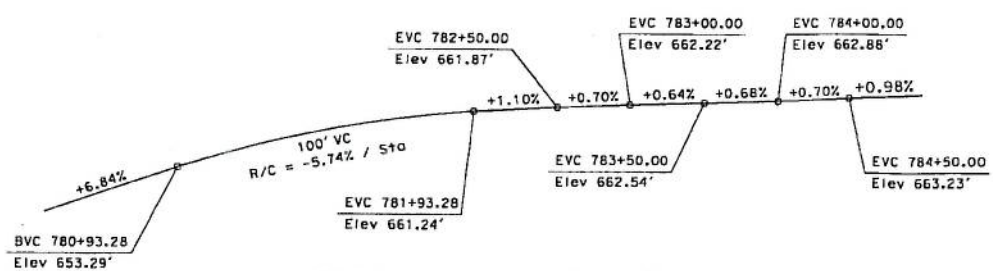 EVC 782+50.00
Elev 661.87'
EVC 783+00.00
Elev 662.22'
EVC 784+00.00
Elev 662.88'
+6.84%
100' VC
R/C = -5.74% / Sta
+1.10%
+0.70%
+0.64%
+0.68%
+0.70%
+0.98%
BVC 780+93.28
Elev 653.29'
EVC 781+93.28
Elev 661.24'
EVC 783+50.00
Elev 662.54'
EVC 784+50.00
Elev 663.23'